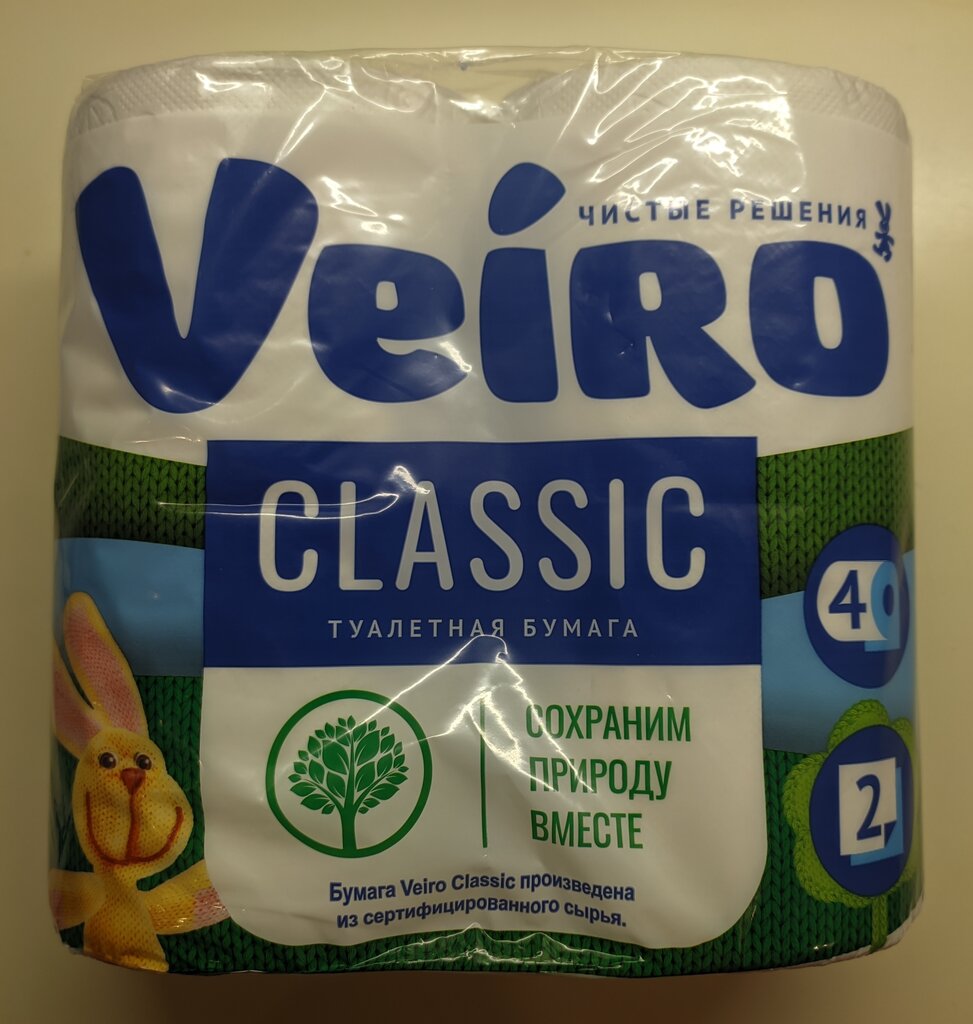 ЧИСТЫЕ РЕШЕНИЯ
Veiro
CLASSIC
ТУАЛЕТНАЯ БУМАГА
4
СОХРАНИМ
ПРИРОДУ
ВМЕСТЕ
2
Бумага Veiro Classic произведена
из сертифицированного сырья.